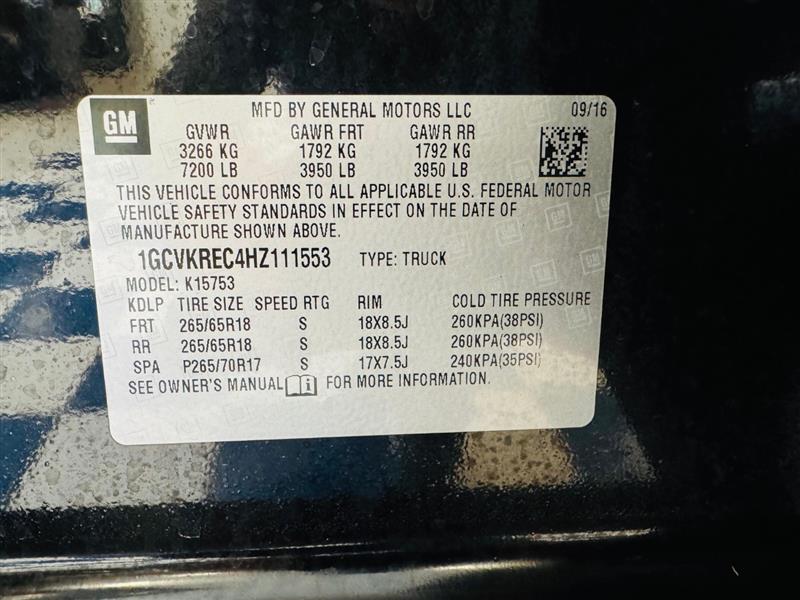 GM
MFD BY GENERAL MOTORS LLC 09/16
GVWR GAWR FRT GAWR RR
3266 KG 1792 KG 1792 KG
7200 LB 3950 LB 3950 LB
THIS VEHICLE CONFORMS TO ALL APPLICABLE U.S. FEDERAL MOTOR
VEHICLE SAFETY STANDARDS IN EFFECT ON THE DATE OF
MANUFACTURE SHOWN ABOVE.
1GCVKREC4HZ111553 TYPE: TRUCK
MODEL: K15753
KDLP TIRE SIZE SPEED RTG RIM COLD TIRE PRESSURE
FRT 265/65R18 S 18X8.5J 260KPA(38PSI)
RR 265/65R18 S 18X8.5J 260KPA(38PSI)
SPA P265/70R17 S 17X7.5J 240KPA(35PSI)
SEE OWNER'S MANUAL FOR MORE INFORMATION.